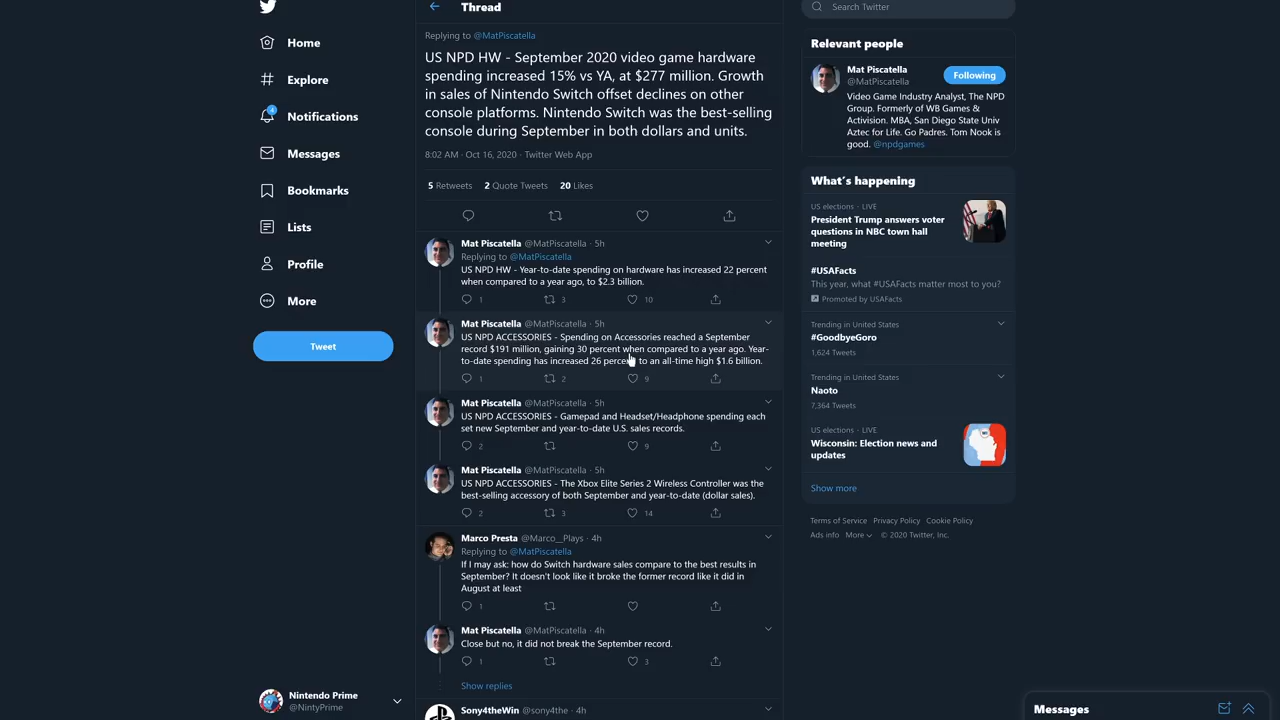 Home
Explore
4
Notifications
Messages
Bookmarks
Lists
Profile
More
Tweet
Nintendo Prime
@NintyPrime
Thread
Replying to @MatPiscatella
US NPD HW - September 2020 video game hardware
spending increased 15% vs YA, at $277 million. Growth
in sales of Nintendo Switch offset declines on other
console platforms. Nintendo Switch was the best-selling
console during September in both dollars and units.
8:02 AM · Oct 16, 2020 · Twitter Web App
5 Retweets 2 Quote Tweets 20 Likes
Mat Piscatella @MatPiscatella · 5h
Replying to @MatPiscatella
US NPD HW - Year-to-date spending on hardware has increased 22 percent
when compared to a year ago, to $2.3 billion.
1 3 10
Mat Piscatella @MatPiscatella · 5h
US NPD ACCESSORIES - Spending on Accessories reached a September
record $191 million, gaining 30 percent when compared to a year ago. Year-
to-date spending has increased 26 percent to an all-time high $1.6 billion.
1 2 9
Mat Piscatella @MatPiscatella · 5h
US NPD ACCESSORIES - Gamepad and Headset/Headphone spending each
set new September and year-to-date U.S. sales records.
2 9
Mat Piscatella @MatPiscatella · 5h
US NPD ACCESSORIES - The Xbox Elite Series 2 Wireless Controller was the
best-selling accessory of both September and year-to-date (dollar sales).
2 3 14
Marco Presta @Marco__Plays · 4h
Replying to @MatPiscatella
If I may ask: how do Switch hardware sales compare to the best results in
September? It doesn't look like it broke the former record like it did in
August at least
1
Mat Piscatella @MatPiscatella · 4h
Close but no, it did not break the September record.
1 3
Show replies
Sony4theWin @sony4the · 4h
Search Twitter
Relevant people
Mat Piscatella
@MatPiscatella
Following
Video Game Industry Analyst, The NPD
Group. Formerly of WB Games &
Activision. MBA, San Diego State Univ
Aztec for Life. Go Padres. Tom Nook is
good. @npdgames
What's happening
US elections · LIVE
President Trump answers voter
questions in NBC town hall
meeting
#USAFacts
This year, what #USAFacts matter most to you?
Promoted by USAFacts
Trending in United States
#GoodbyeGoro
1,624 Tweets
Trending in United States
Naoto
7,364 Tweets
US elections · LIVE
Wisconsin: Election news and
updates
Show more
Terms of Service Privacy Policy Cookie Policy
Ads info More © 2020 Twitter, Inc.
Messages